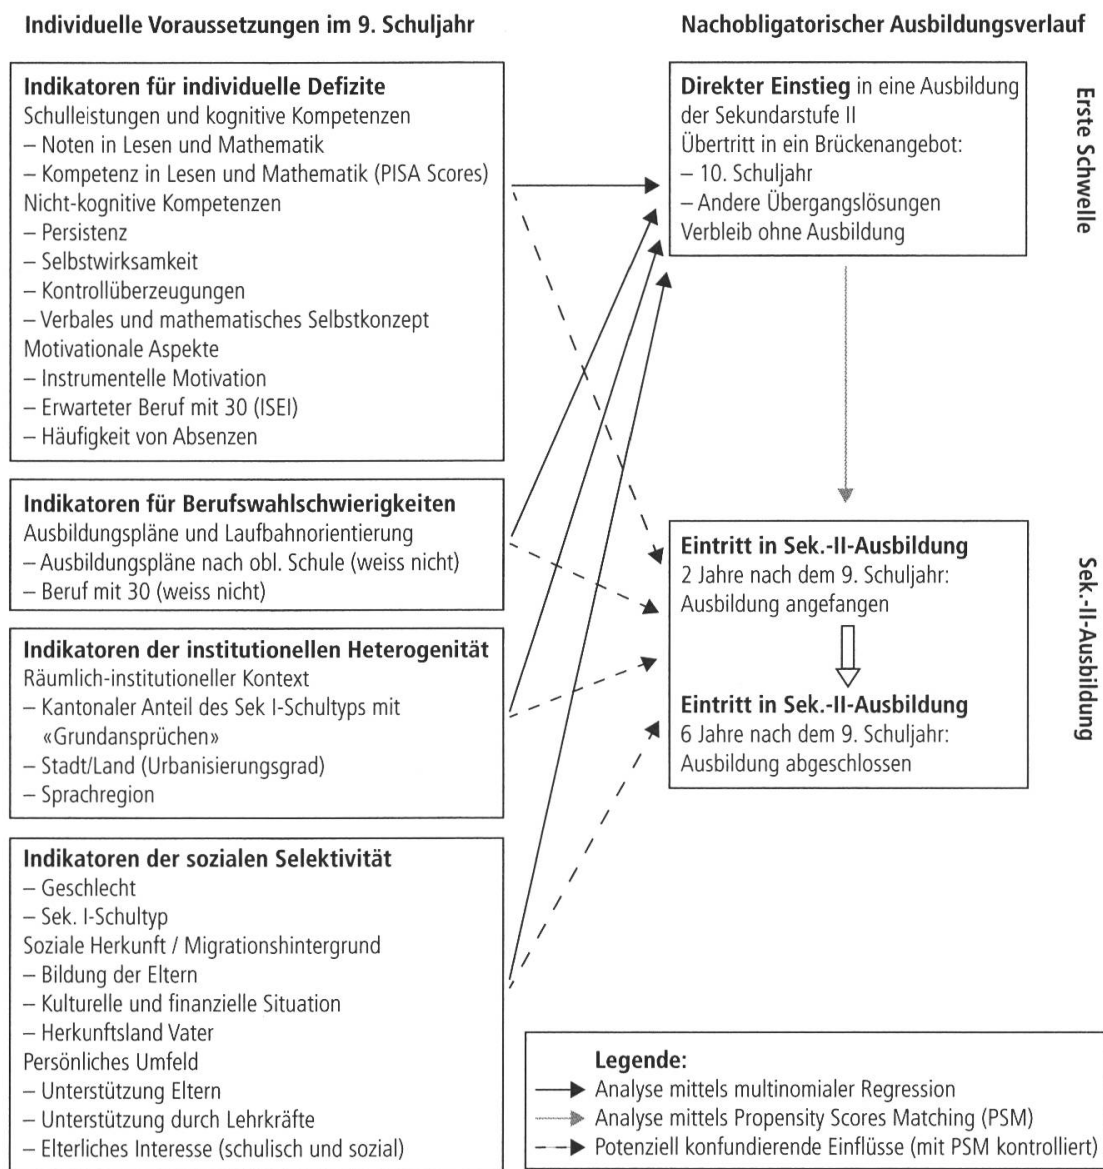 Individuelle Voraussetzungen im 9. Schuljahr
Indikatoren für individuelle Defizite
Schulleistungen und kognitive Kompetenzen
– Noten in Lesen und Mathematik
– Kompetenz in Lesen und Mathematik (PISA Scores)
Nicht-kognitive Kompetenzen
– Persistenz
– Selbstwirksamkeit
– Kontrollüberzeugungen
– Verbales und mathematisches Selbstkonzept
Motivationale Aspekte
– Instrumentelle Motivation
– Erwarteter Beruf mit 30 (ISEI)
– Häufigkeit von Absenzen
Indikatoren für Berufswahlschwierigkeiten
Ausbildungspläne und Laufbahnorientierung
– Ausbildungspläne nach obl. Schule (weiss nicht)
– Beruf mit 30 (weiss nicht)
Indikatoren der institutionellen Heterogenität
Räumlich-institutioneller Kontext
– Kantonaler Anteil des Sek I-Schultyps mit
«Grundansprüchen»
– Stadt/Land (Urbanisierungsgrad)
– Sprachregion
Indikatoren der sozialen Selektivität
– Geschlecht
– Sek. I-Schultyp
Soziale Herkunft / Migrationshintergrund
– Bildung der Eltern
– Kulturelle und finanzielle Situation
– Herkunftsland Vater
Persönliches Umfeld
– Unterstützung Eltern
– Unterstützung durch Lehrkräfte
– Elterliches Interesse (schulisch und sozial)
Nachobligatorischer Ausbildungsverlauf
Direkter Einstieg in eine Ausbildung
der Sekundarstufe II
Übertritt in ein Brückenangebot:
– 10. Schuljahr
– Andere Übergangslösungen
Verbleib ohne Ausbildung
Erste Schwelle
Eintritt in Sek.-II-Ausbildung
2 Jahre nach dem 9. Schuljahr:
Ausbildung angefangen
Eintritt in Sek.-II-Ausbildung
6 Jahre nach dem 9. Schuljahr:
Ausbildung abgeschlossen
Sek.-II-Ausbildung
Legende:
Analyse mittels multinomialer Regression
Analyse mittels Propensity Scores Matching (PSM)
Potenziell konfundierende Einflüsse (mit PSM kontrolliert)